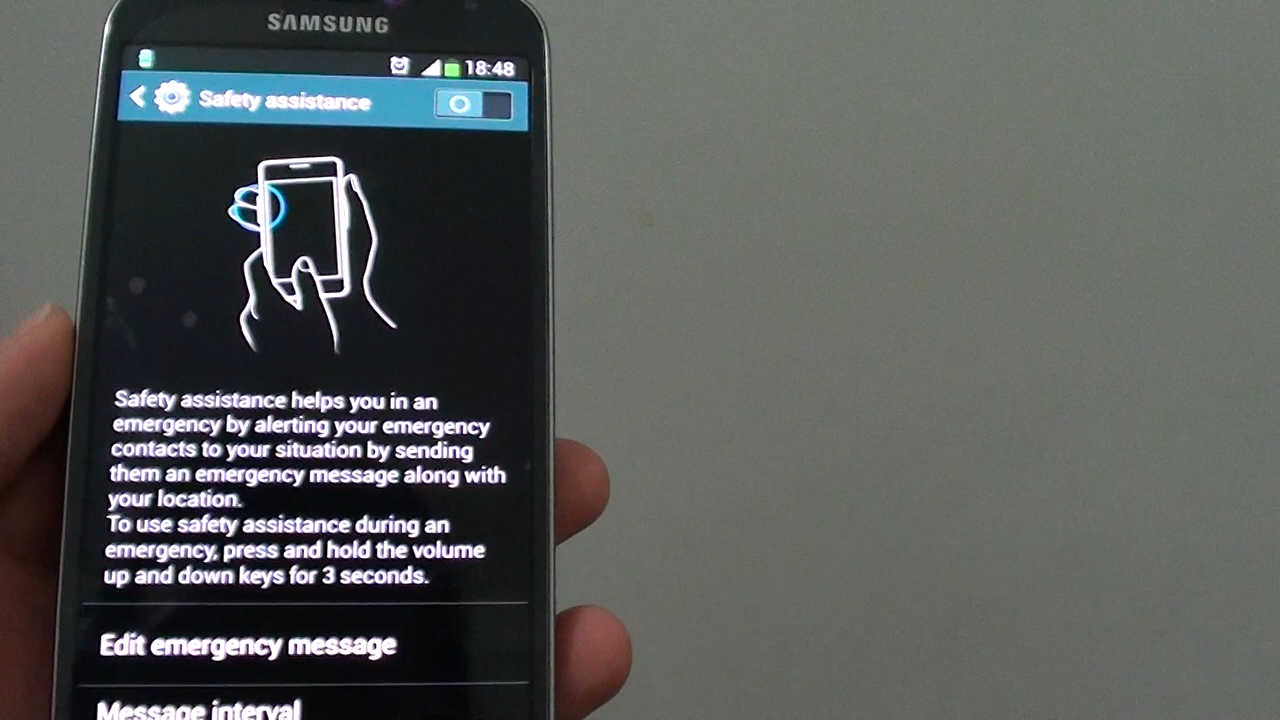 SAMSUNG
18:48
Safety assistance
Safety assistance helps you in an
emergency by alerting your emergency
contacts to your situation by sending
them an emergency message along with
your location.
To use safety assistance during an
emergency, press and hold the volume
up and down keys for 3 seconds.
Edit emergency message
Message interval